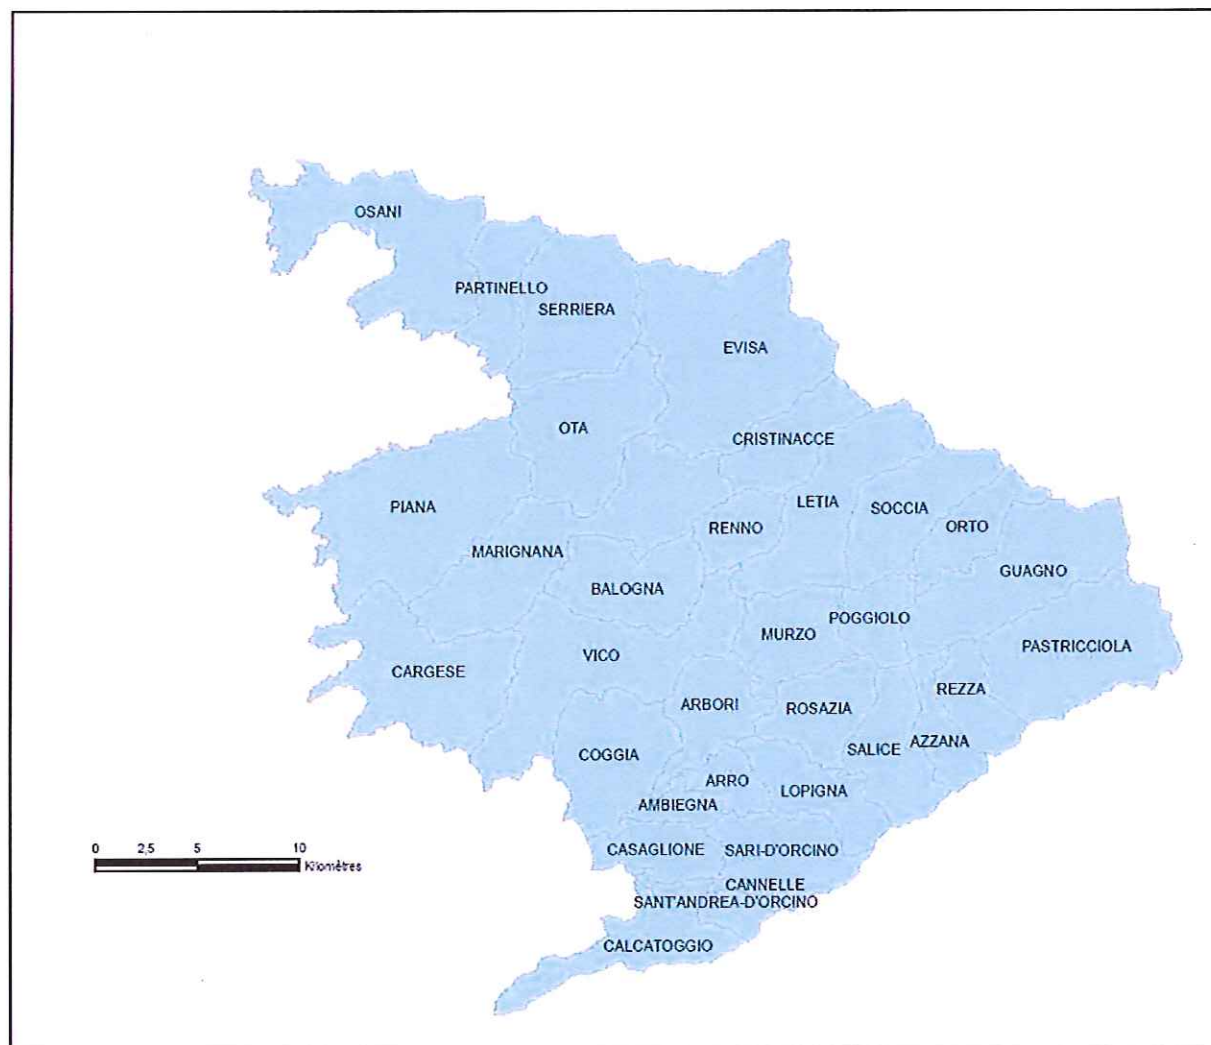 OSANI
PARTINELLO
SERRIERA
EVISA
OTA
CRISTINACCE
PIANA
LETIA
SOCCIA
RENNO
ORTO
MARIGNANA
GUAGNO
BALOGNA
POGGIOLO
MURZO
PASTRICCIOLA
VICO
CARGESE
REZZA
ARBORI
ROSAZIA
AZZANA
SALICE
COGGIA
ARRO
LOPIGNA
AMBIEGNA
CASAGLIONE
SARI-D'ORCINO
0 2,5 5 10
Kilomètres
CANNELLE
SANT'ANDREA-D'ORCINO
CALCATOGGIO